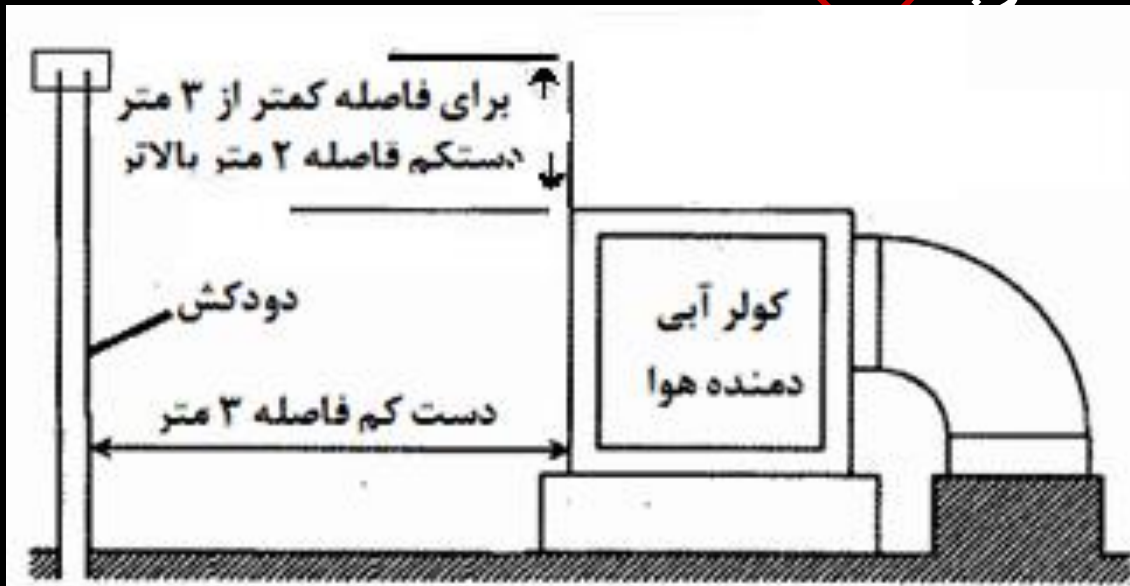 برای فاصله کمتر از ۳ متر
دستکم فاصله ۲ متر بالاتر
دودکش
کولر آبی
دمنده هوا
دست کم فاصله ۳ متر